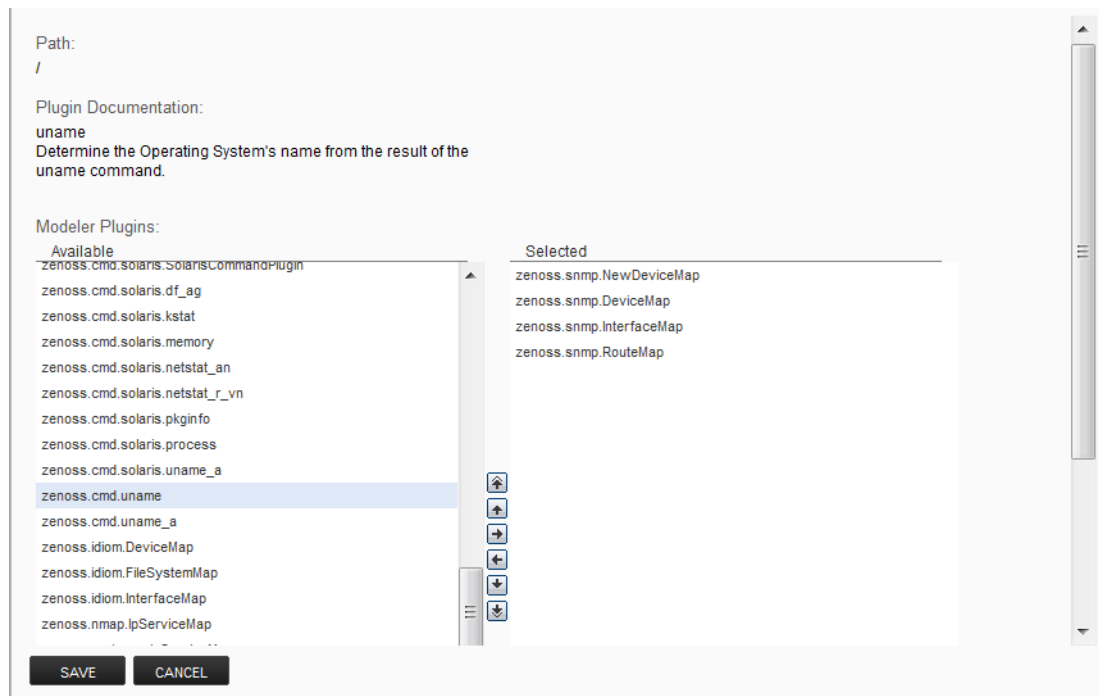 Path:
/
Plugin Documentation:
uname
Determine the Operating System's name from the result of the
uname command.
Modeler Plugins:
Available
zenoss.cmd.solaris.SolarisCommandPlugin
zenoss.cmd.solaris.df_ag
zenoss.cmd.solaris.kstat
zenoss.cmd.solaris.memory
zenoss.cmd.solaris.netstat_an
zenoss.cmd.solaris.netstat_r_vn
zenoss.cmd.solaris.pkginfo
zenoss.cmd.solaris.process
zenoss.cmd.solaris.uname_a
zenoss.cmd.uname
zenoss.cmd.uname_a
zenoss.idiom.DeviceMap
zenoss.idiom.FileSystemMap
zenoss.idiom.InterfaceMap
zenoss.nmap.IpServiceMap
Selected
zenoss.snmp.NewDeviceMap
zenoss.snmp.DeviceMap
zenoss.snmp.InterfaceMap
zenoss.snmp.RouteMap
SAVE
CANCEL